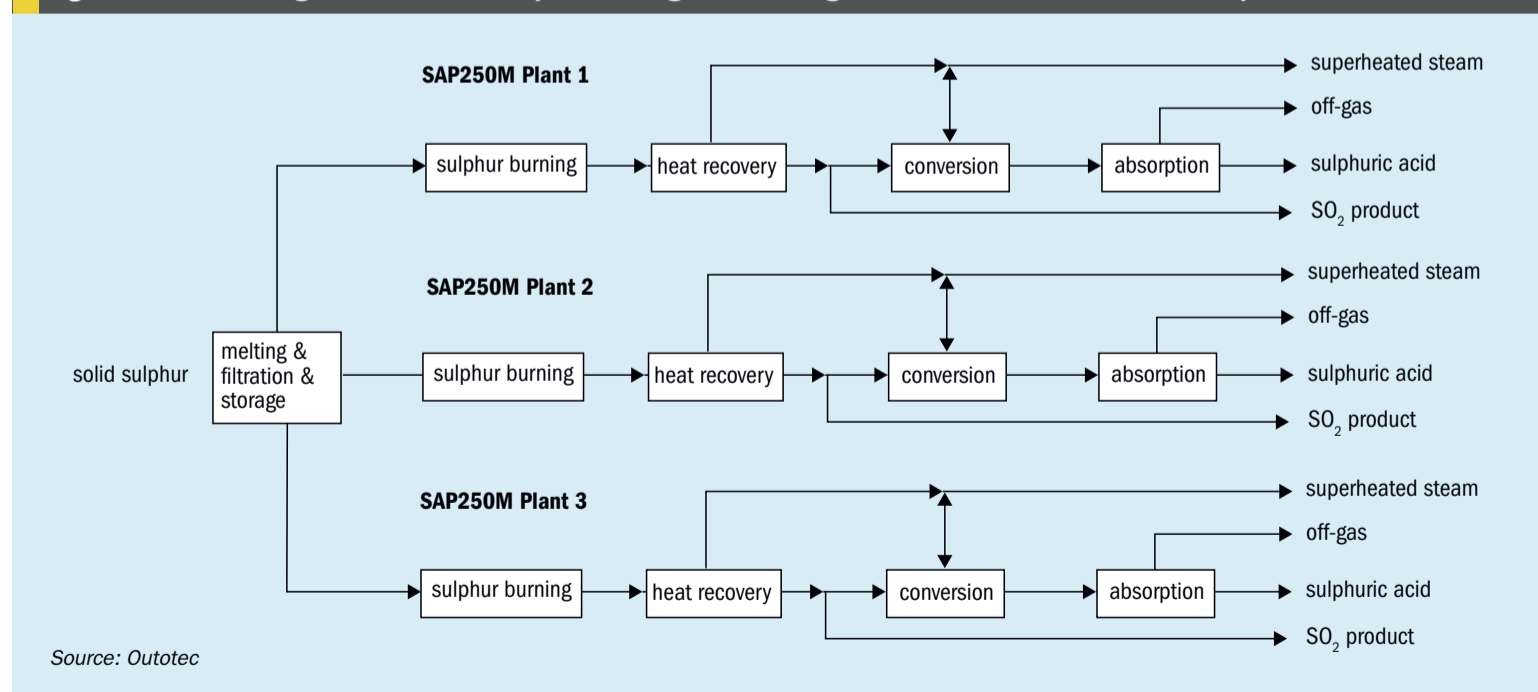 SAP250M Plant 1
superheated steam
off-gas
sulphur burning
heat recovery
conversion
absorption
sulphuric acid
SO₂ product
SAP250M Plant 2
superheated steam
off-gas
solid sulphur
melting &
filtration &
storage
sulphur burning
heat recovery
conversion
absorption
sulphuric acid
SO₂ product
SAP250M Plant 3
superheated steam
off-gas
sulphur burning
heat recovery
conversion
absorption
sulphuric acid
SO₂ product
Source: Outotec